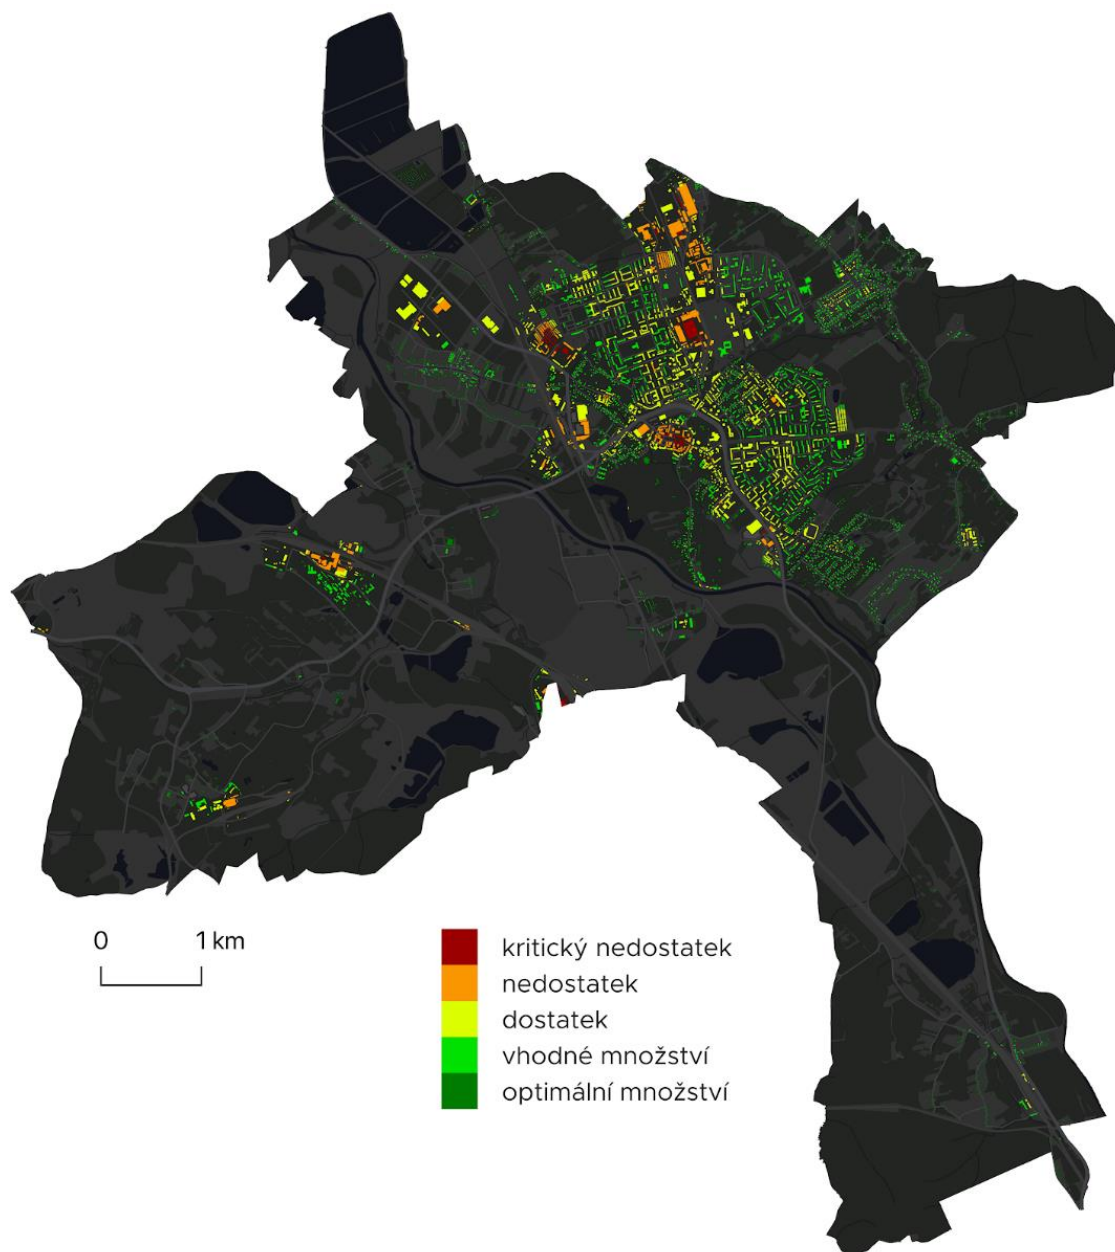 0 1 km
kritický nedostatek
nedostatek
dostatek
vhodné množství
optimální množství